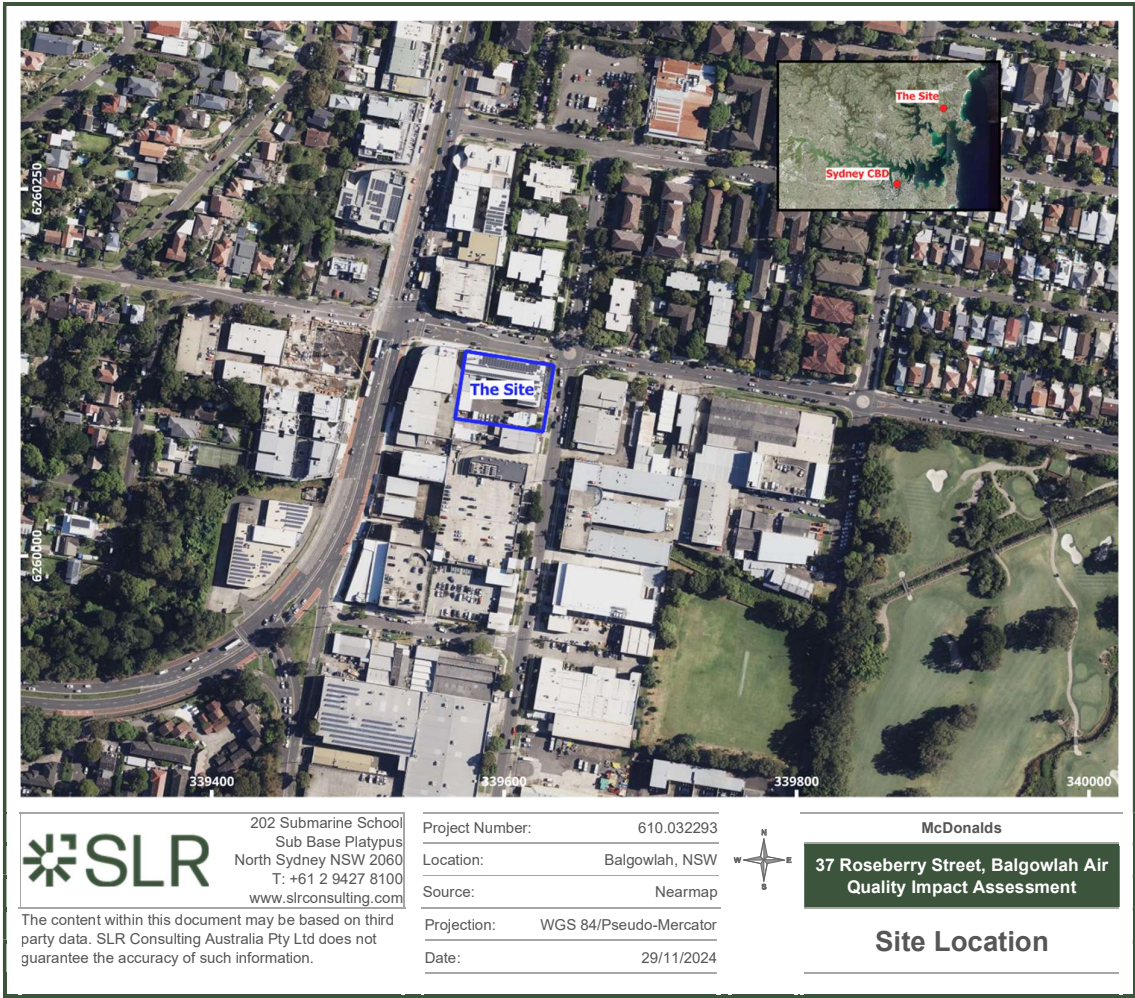 The Site
Sydney CBD
6260250
The Site
6260000
339400
339600
339800
340000
SLR
202 Submarine School
Sub Base Platypus
North Sydney NSW 2060
T: +61 2 9427 8100
www.slrconsulting.com
The content within this document may be based on third
party data. SLR Consulting Australia Pty Ltd does not
guarantee the accuracy of such information.
Project Number: 610.032293
Location: Balgowlah, NSW
Source: Nearmap
Projection: WGS 84/Pseudo-Mercator
Date: 29/11/2024
N
W E
S
McDonalds
37 Roseberry Street, Balgowlah Air
Quality Impact Assessment
Site Location